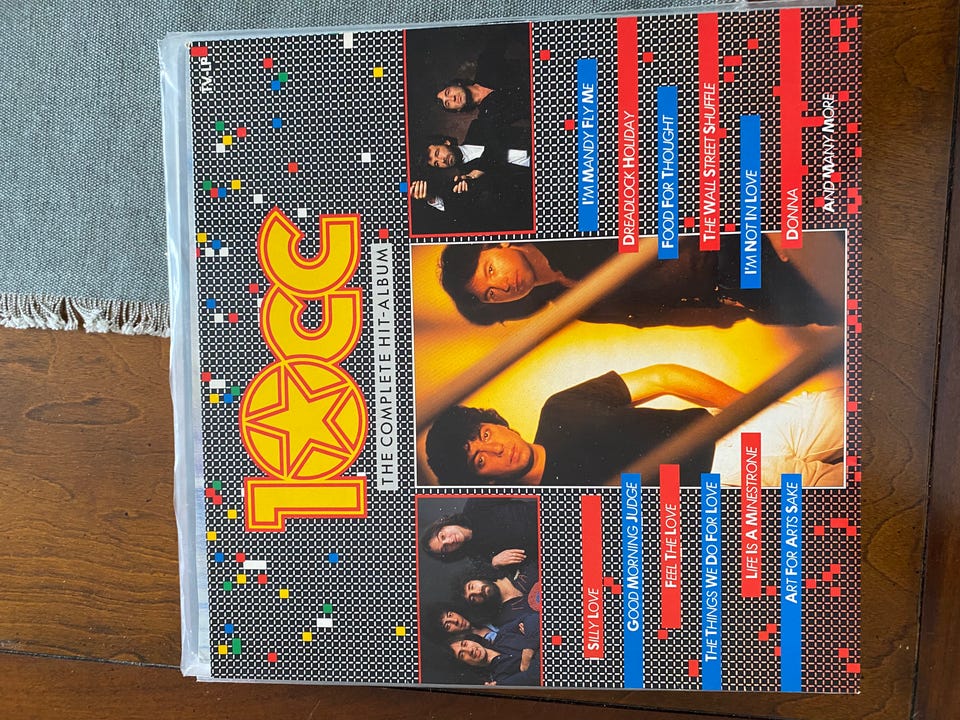 TV-LP
10CC
THE COMPLETE HIT-ALBUM
SILLY LOVE
GOOD MORNING JUDGE
FEEL THE LOVE
THE THINGS WE DO FOR LOVE
LIFE IS A MINESTRONE
ART FOR ARTS SAKE
I'M MANDY FLY ME
DREADLOCK HOLIDAY
FOOD FOR THOUGHT
THE WALL STREET SHUFFLE
I'M NOT IN LOVE
DONNA
AND MANY MORE